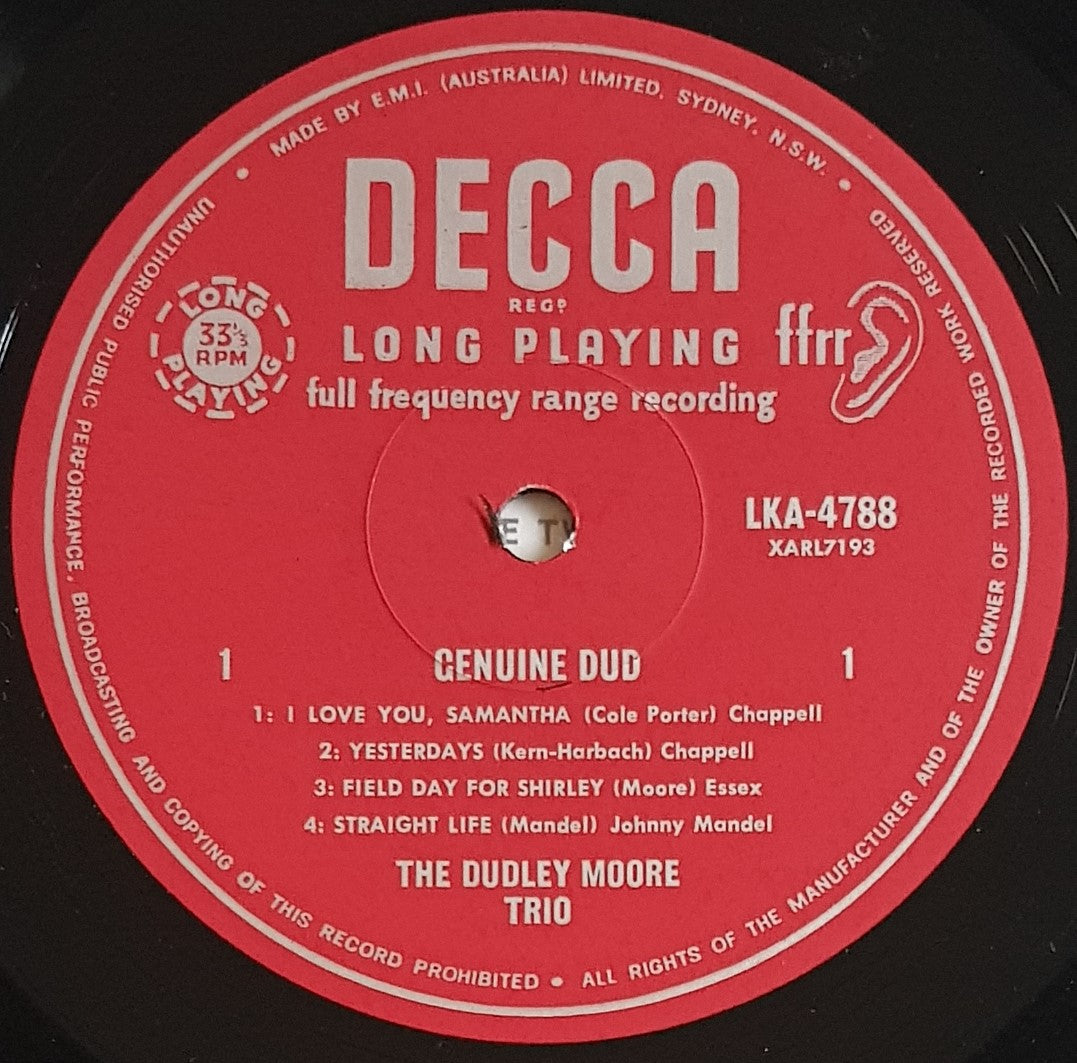 MADE BY E.M.I. (AUSTRALIA) LIMITED, SYDNEY, N.S.W.
DECCA
REGD
LONG PLAYING
ffrr
full frequency range recording
LONG
33⅓
RPM
PLAYING
E TV
LKA-4788
XARL7193
1 GENUINE DUD 1
1: I LOVE YOU, SAMANTHA (Cole Porter) Chappell
2: YESTERDAYS (Kern-Harbach) Chappell
3: FIELD DAY FOR SHIRLEY (Moore) Essex
4: STRAIGHT LIFE (Mandel) Johnny Mandel
THE DUDLEY MOORE
TRIO
UNAUTHORISED PUBLIC PERFORMANCE, BROADCASTING AND COPYING OF THIS RECORD PROHIBITED • ALL RIGHTS OF THE MANUFACTURER AND OF THE OWNER OF THE RECORDED WORK RESERVED